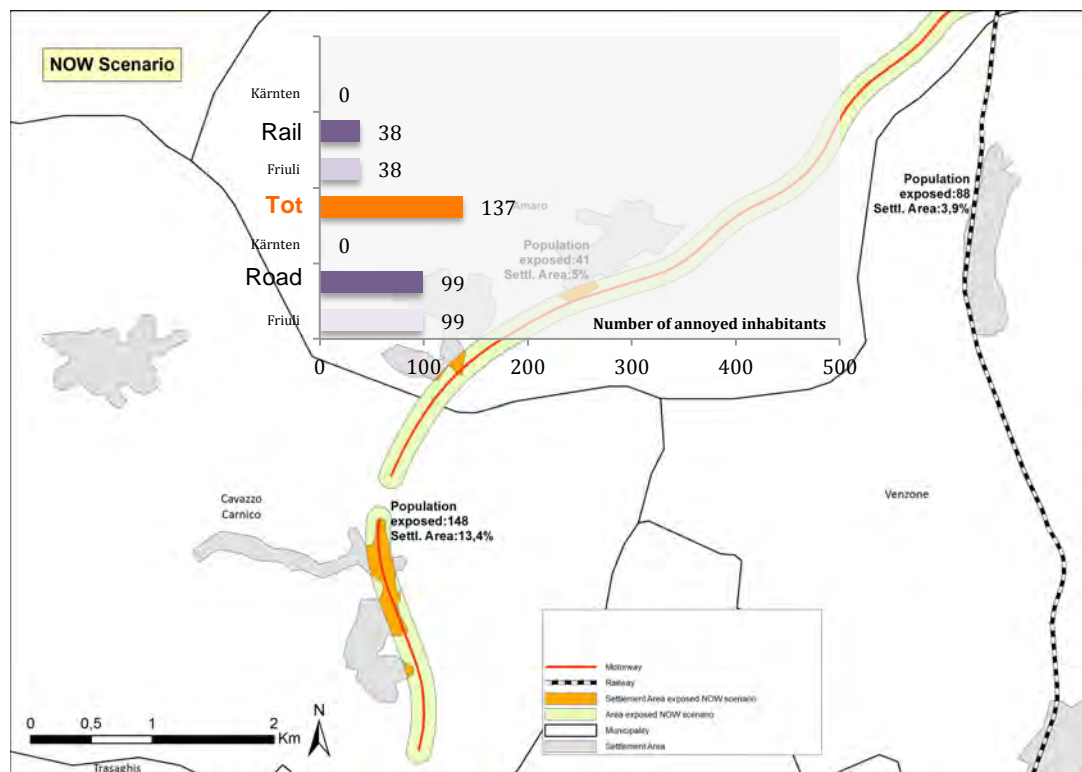 NOW Scenario
Kärnten 0
Rail 38
Friuli 38
Tot 137
Kärnten 0
Road 99
Friuli 99
Number of annoyed inhabitants
0 100 200 300 400 500
Amaro
Population
exposed:41
Settl. Area:5%
Population
exposed:88
Settl. Area:3,9%
Cavazzo
Carnico
Population
exposed:148
Settl. Area:13,4%
Venzone
Motorway
Railway
Settlement Area exposed NOW scenario
Area exposed NOW scenario
Municipality
Settlement Area
0 0,5 1 2
Km
N
Trasaghis